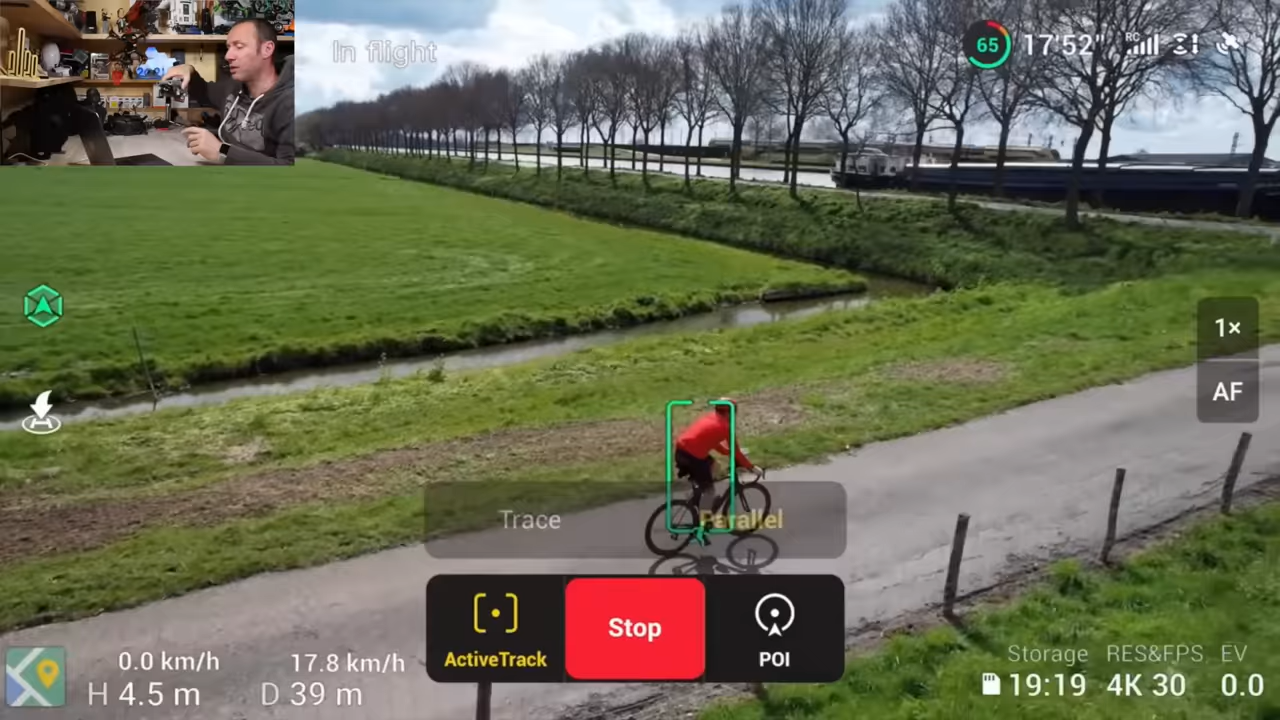 In flight
65 17'52" RC
1×
AF
Trace Parallel
ActiveTrack Stop POI
0.0 km/h 17.8 km/h
H 4.5 m D 39 m
Storage RES&FPS EV
19:19 4K 30 0.0